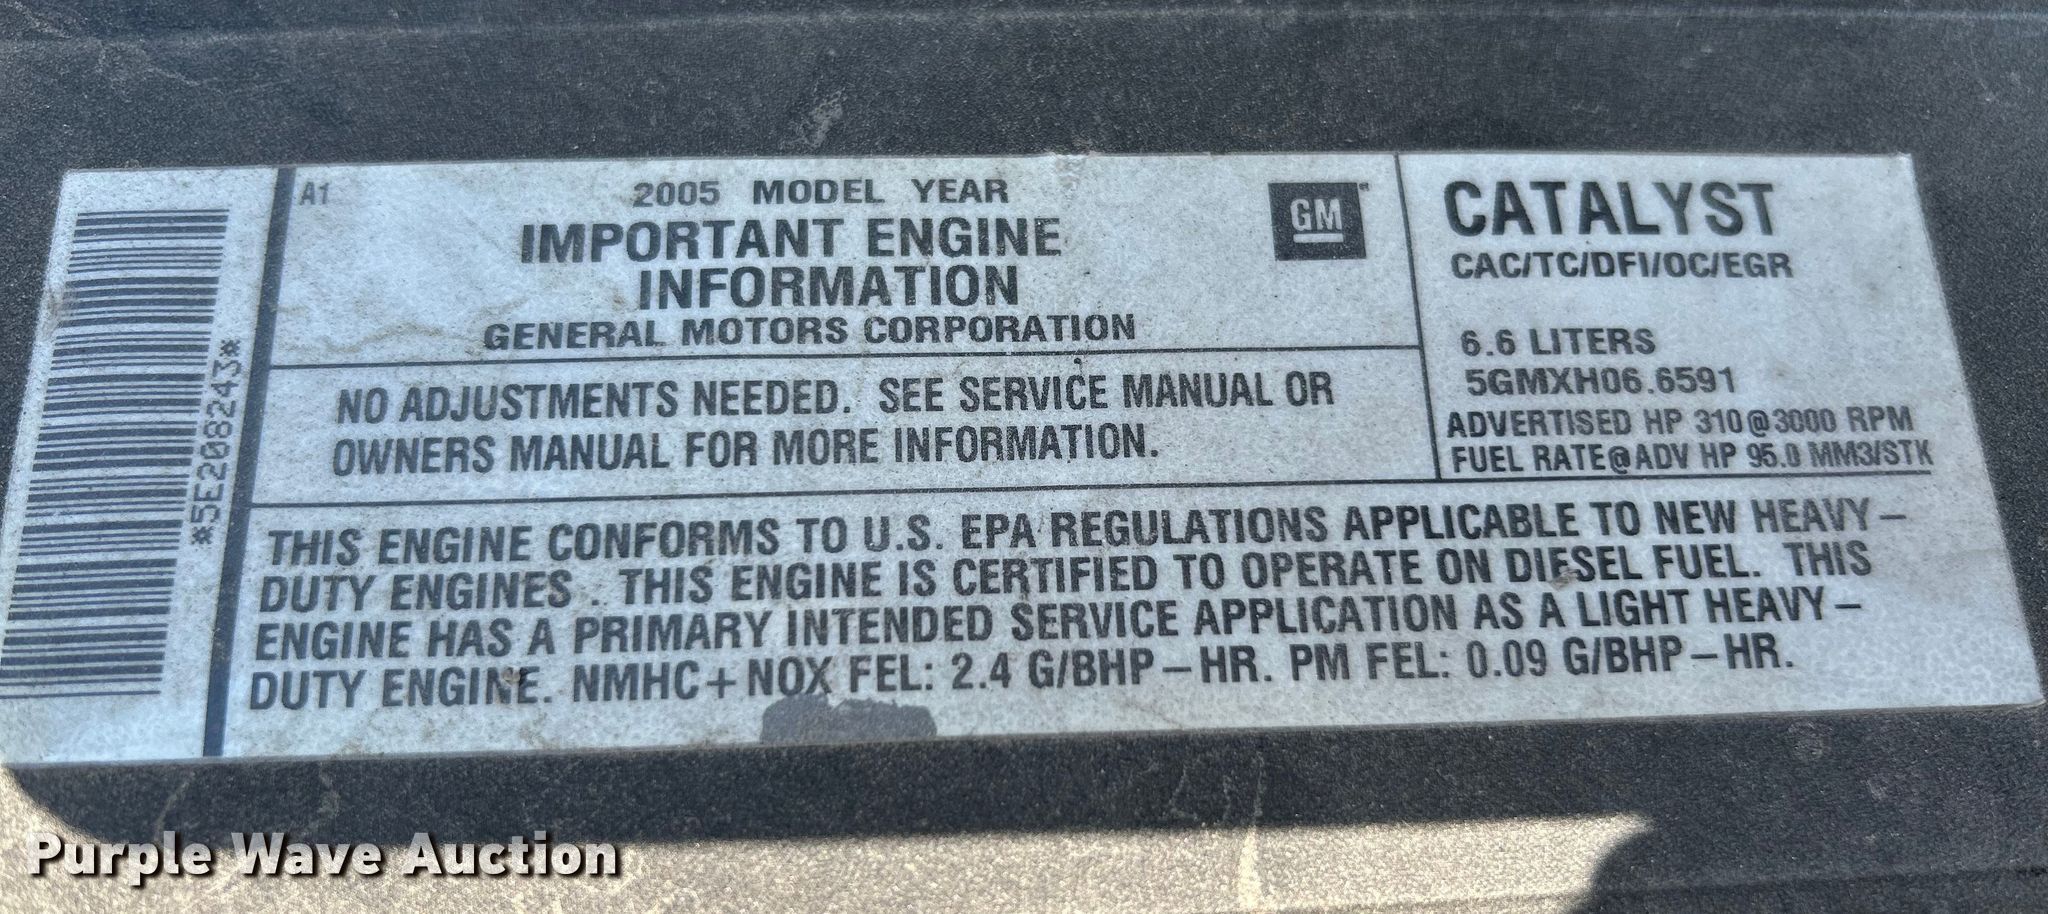 *5E208243*
A1
2005 MODEL YEAR
IMPORTANT ENGINE
INFORMATION
GENERAL MOTORS CORPORATION
GM
NO ADJUSTMENTS NEEDED. SEE SERVICE MANUAL OR
OWNERS MANUAL FOR MORE INFORMATION.
CATALYST
CAC/TC/DFI/OC/EGR
6.6 LITERS
5GMXH06.6591
ADVERTISED HP 310@3000 RPM
FUEL RATE@ADV HP 95.0 MM3/STK
THIS ENGINE CONFORMS TO U.S. EPA REGULATIONS APPLICABLE TO NEW HEAVY-
DUTY ENGINES . THIS ENGINE IS CERTIFIED TO OPERATE ON DIESEL FUEL. THIS
ENGINE HAS A PRIMARY INTENDED SERVICE APPLICATION AS A LIGHT HEAVY-
DUTY ENGINE. NMHC+NOX FEL: 2.4 G/BHP-HR. PM FEL: 0.09 G/BHP-HR.
Purple Wave Auction